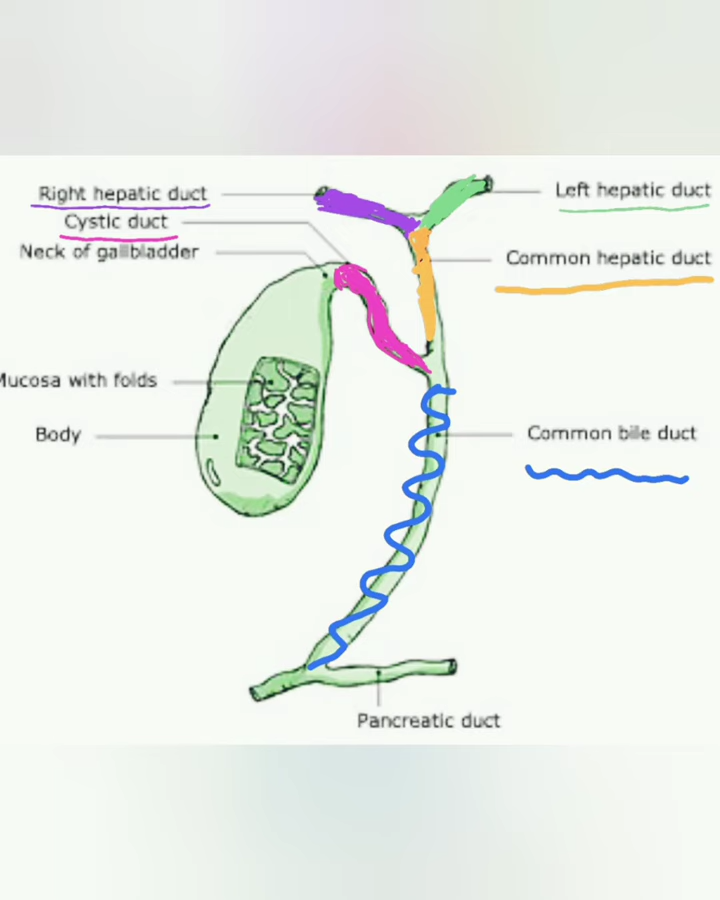 Right hepatic duct
Left hepatic duct
Cystic duct
Neck of gallbladder
Common hepatic duct
Mucosa with folds
Body
Common bile duct
Pancreatic duct